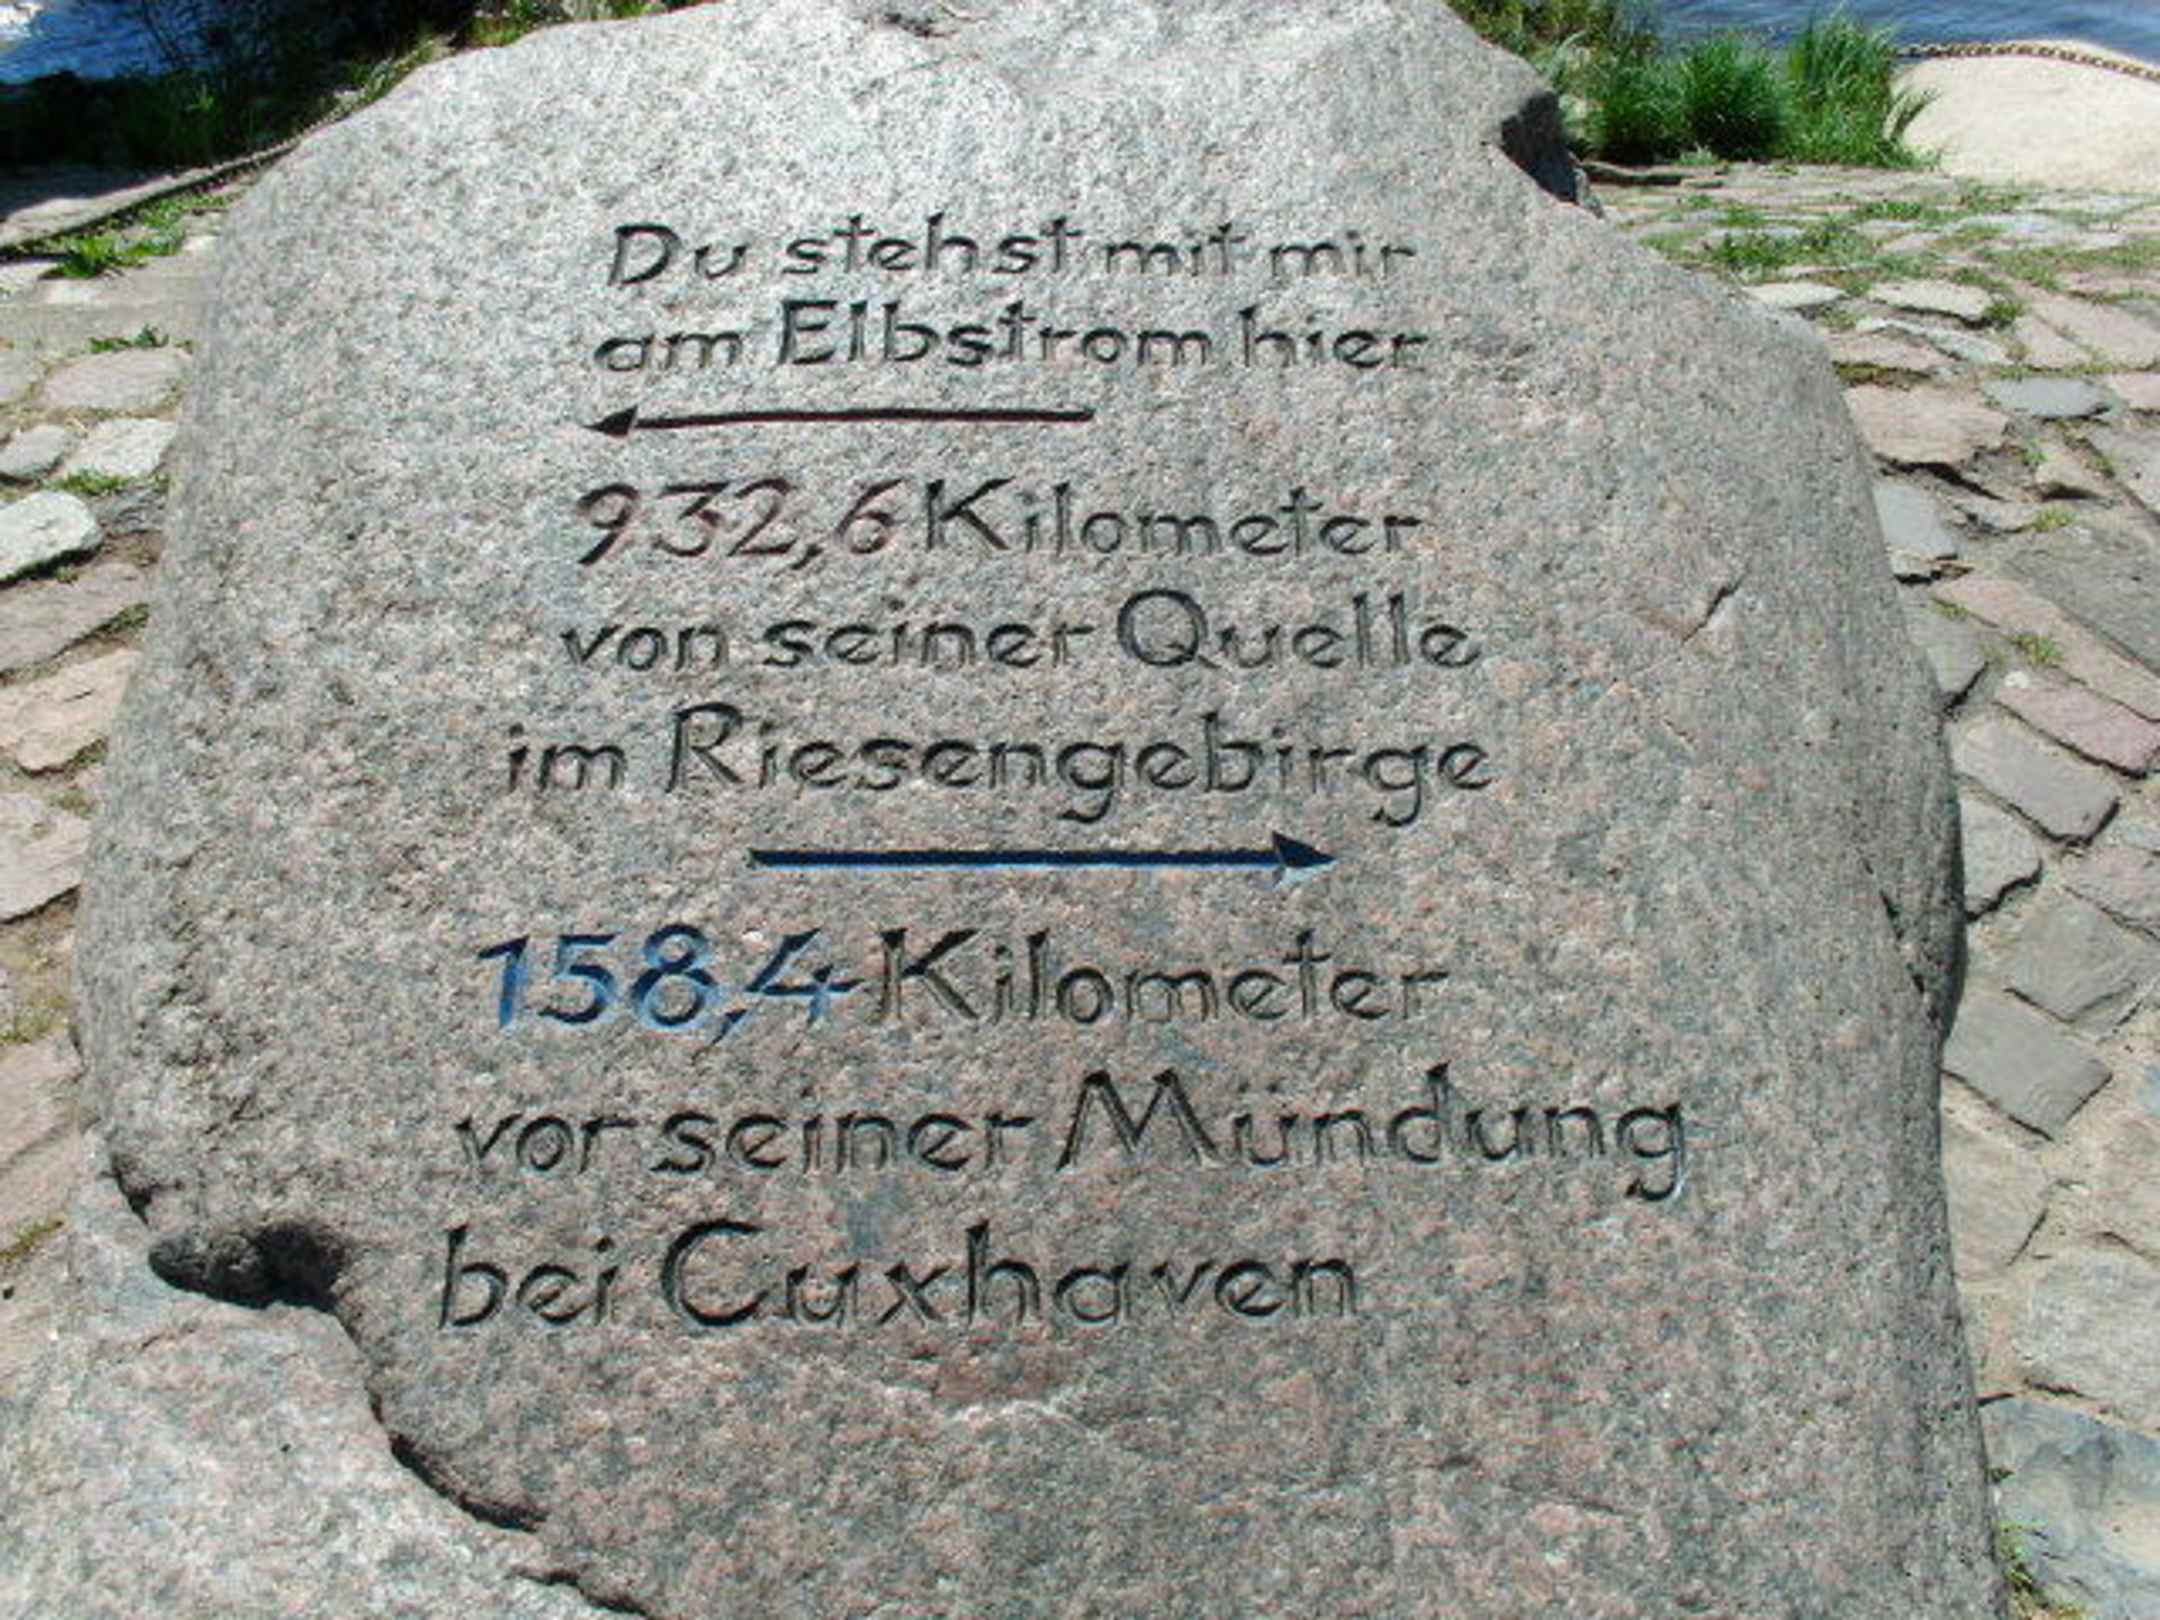 Du stehst mit mir
am Elbstrom hier
932,6 Kilometer
von seiner Quelle
im Riesengebirge
158,4 Kilometer
vor seiner Mündung
bei Cuxhaven